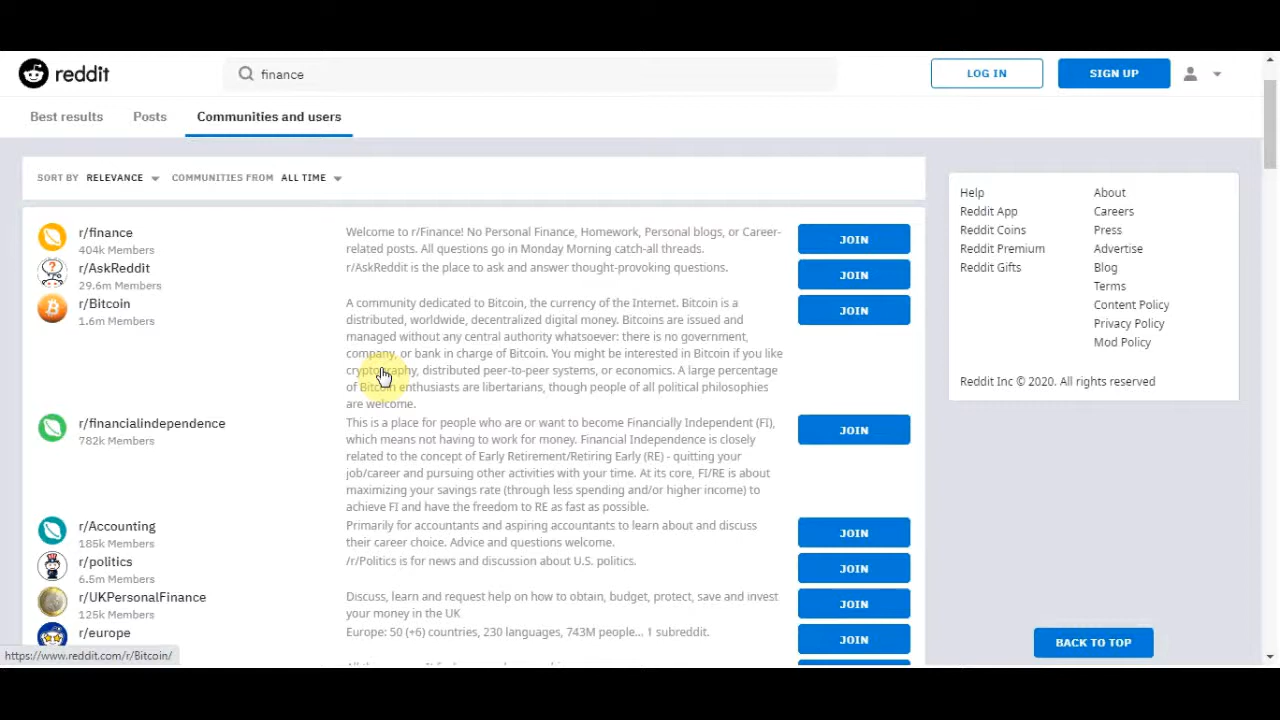 reddit
finance
LOG IN
SIGN UP
Best results
Posts
Communities and users
SORT BY RELEVANCE COMMUNITIES FROM ALL TIME
r/finance
404k Members
Welcome to r/Finance! No Personal Finance, Homework, Personal blogs, or Career-
related posts. All questions go in Monday Morning catch-all threads.
JOIN
r/AskReddit
29.6m Members
r/AskReddit is the place to ask and answer thought-provoking questions.
JOIN
r/Bitcoin
1.6m Members
A community dedicated to Bitcoin, the currency of the Internet. Bitcoin is a
distributed, worldwide, decentralized digital money. Bitcoins are issued and
managed without any central authority whatsoever: there is no government,
company, or bank in charge of Bitcoin. You might be interested in Bitcoin if you like
cryptography, distributed peer-to-peer systems, or economics. A large percentage
of Bitcoin enthusiasts are libertarians, though people of all political philosophies
are welcome.
JOIN
r/financialindependence
782k Members
This is a place for people who are or want to become Financially Independent (FI),
which means not having to work for money. Financial Independence is closely
related to the concept of Early Retirement/Retiring Early (RE) - quitting your
job/career and pursuing other activities with your time. At its core, FI/RE is about
maximizing your savings rate (through less spending and/or higher income) to
achieve FI and have the freedom to RE as fast as possible.
JOIN
r/Accounting
185k Members
Primarily for accountants and aspiring accountants to learn about and discuss
their career choice. Advice and questions welcome.
JOIN
r/politics
6.5m Members
/r/Politics is for news and discussion about U.S. politics.
JOIN
r/UKPersonalFinance
125k Members
Discuss, learn and request help on how to obtain, budget, protect, save and invest
your money in the UK
JOIN
r/europe
Europe: 50 (+6) countries, 230 languages, 743M people... 1 subreddit.
JOIN
Help
Reddit App
Reddit Coins
Reddit Premium
Reddit Gifts
About
Careers
Press
Advertise
Blog
Terms
Content Policy
Privacy Policy
Mod Policy
Reddit Inc © 2020. All rights reserved
BACK TO TOP
https://www.reddit.com/r/Bitcoin/